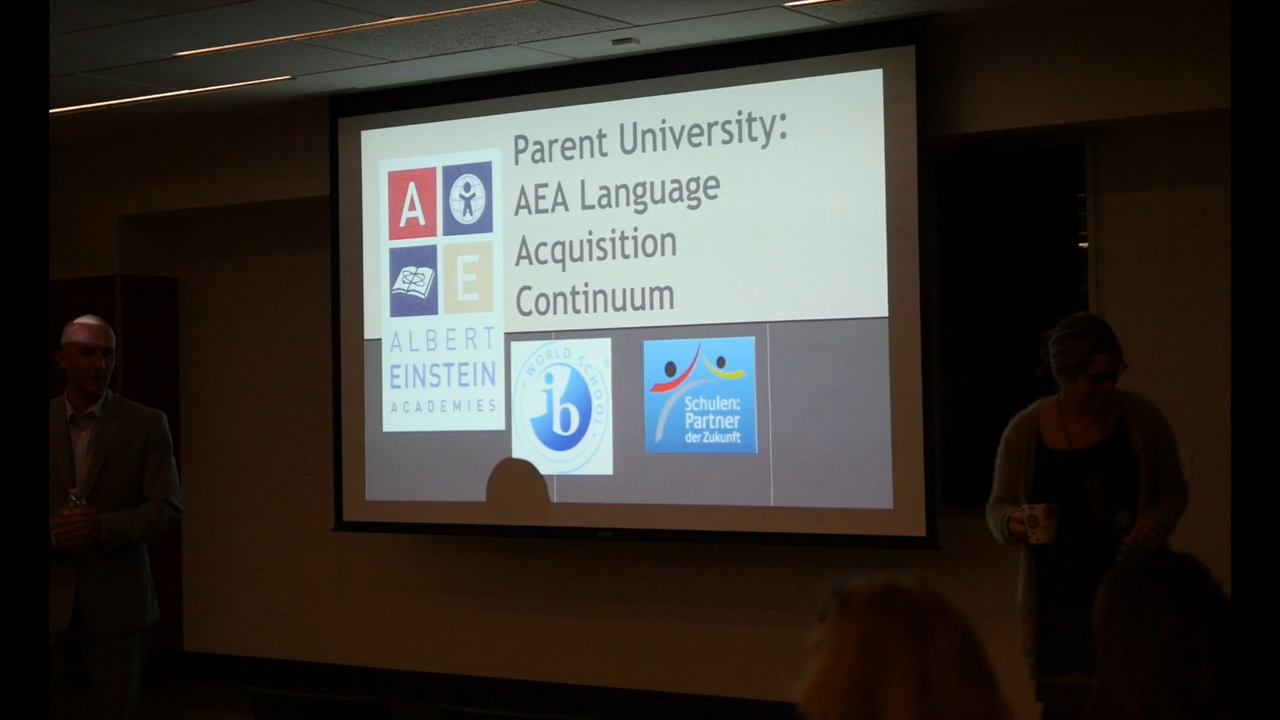 Parent University:
AEA Language
Acquisition
Continuum
A
E
ALBERT
EINSTEIN
ACADEMIES
WORLD SCHOOL
®
ib
Schulen:
Partner
der Zukunft